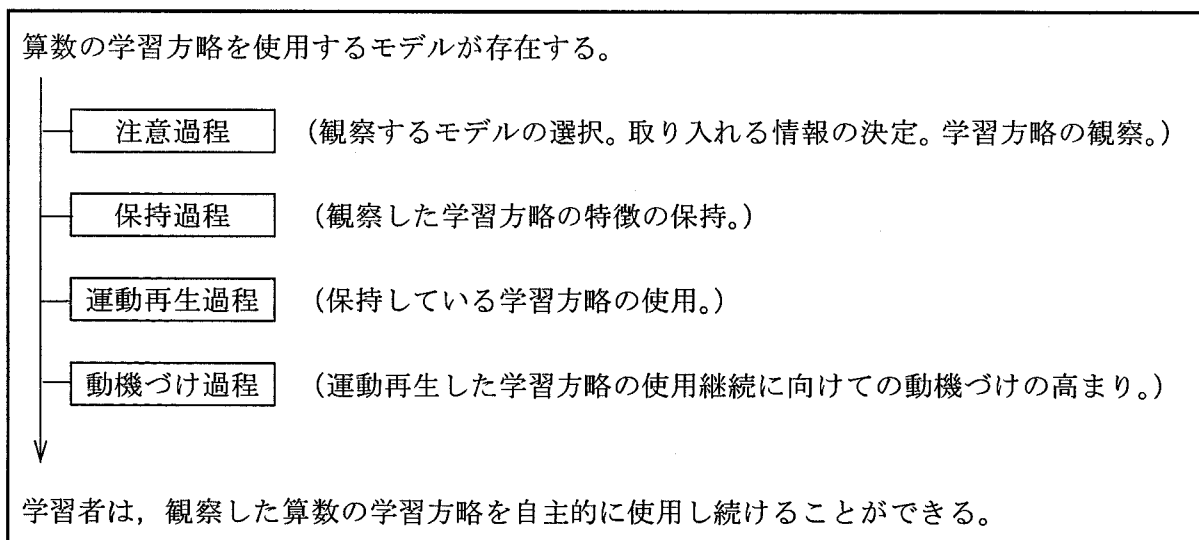 算数の学習方略を使用するモデルが存在する。
注意過程 (観察するモデルの選択。取り入れる情報の決定。学習方略の観察。)
保持過程 (観察した学習方略の特徴の保持。)
運動再生過程 (保持している学習方略の使用。)
動機づけ過程 (運動再生した学習方略の使用継続に向けての動機づけの高まり。)
学習者は，観察した算数の学習方略を自主的に使用し続けることができる。